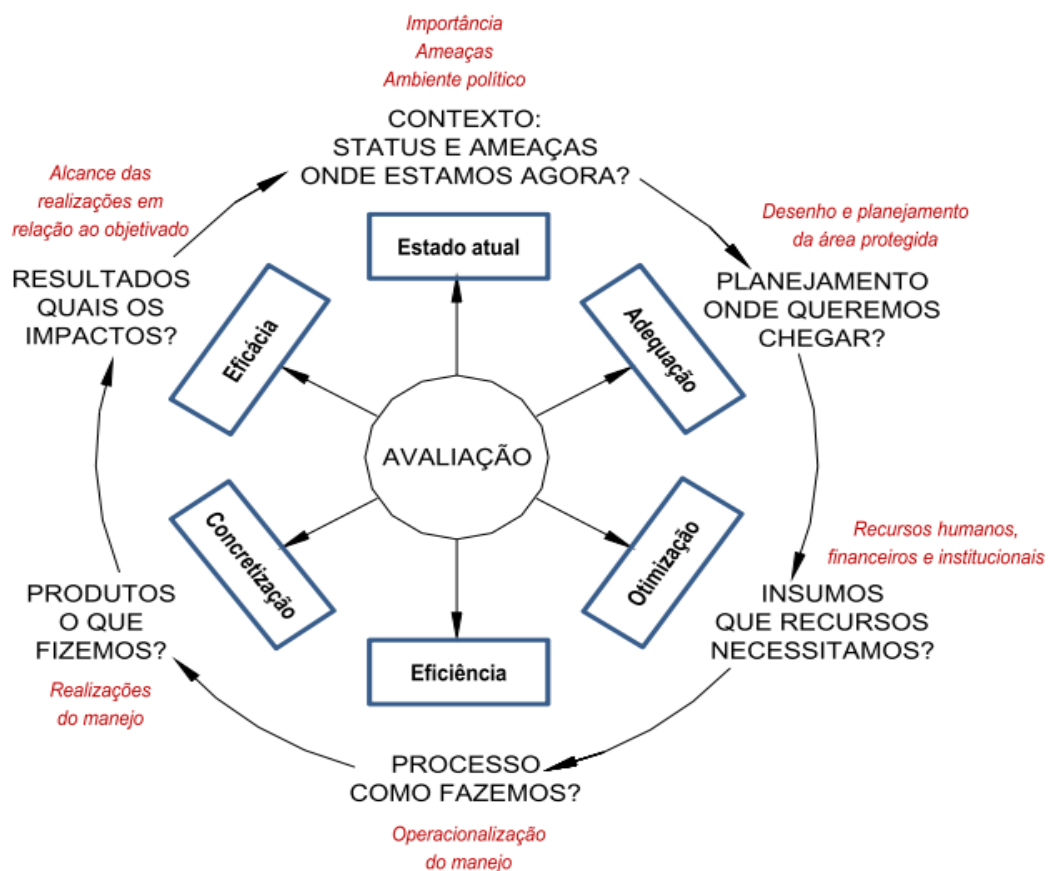 Importância
Ameaças
Ambiente político
CONTEXTO:
STATUS E AMEAÇAS
ONDE ESTAMOS AGORA?
Estado atual
Desenho e planejamento
da área protegida
PLANEJAMENTO
ONDE QUEREMOS
CHEGAR?
Adequação
Recursos humanos,
financeiros e institucionais
INSUMOS
QUE RECURSOS
NECESSITAMOS?
Otimização
PROCESSO
COMO FAZEMOS?
Operacionalização
do manejo
Eficiência
PRODUTOS
O QUE
FIZEMOS?
Realizações
do manejo
Concretização
Alcance das
realizações em
relação ao objetivado
RESULTADOS
QUAIS OS
IMPACTOS?
Eficácia
AVALIAÇÃO